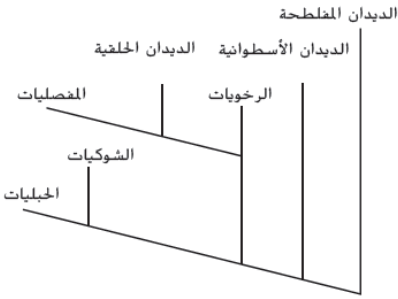 الديدان المفلطحة
الديدان الأسطوانية
الديدان الحلقية
الرخويات
المفصليات
الشوكيات
الحبليات